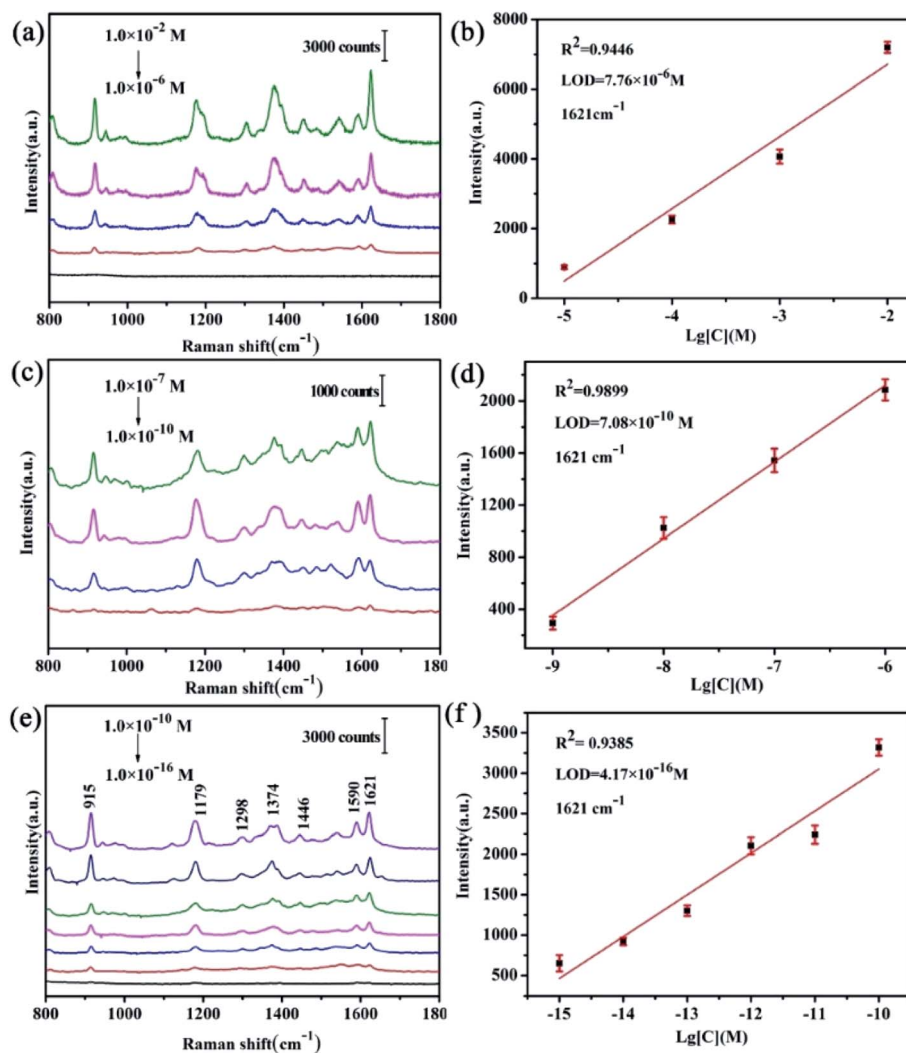 (a)
1.0×10⁻² M
1.0×10⁻⁶ M
3000 counts
Intensity(a.u.)
800 1000 1200 1400 1600 1800
Raman shift(cm⁻¹)
(b)
R²=0.9446
LOD=7.76×10⁻⁶M
1621cm⁻¹
Intensity(a.u.)
8000
6000
4000
2000
0
-5 -4 -3 -2
Lg[C](M)
(c)
1.0×10⁻⁷ M
1.0×10⁻¹⁰ M
1000 counts
Intensity(a.u.)
800 1000 1200 1400 1600 1800
Raman shift(cm⁻¹)
(d)
R²=0.9899
LOD=7.08×10⁻¹⁰ M
1621 cm⁻¹
Intensity(a.u.)
2000
1600
1200
800
400
-9 -8 -7 -6
Lg[C](M)
(e)
1.0×10⁻¹⁰ M
1.0×10⁻¹⁶ M
3000 counts
915 1179 1298 1374 1446 1590 1621
Intensity(a.u.)
800 1000 1200 1400 1600 1800
Raman shift(cm⁻¹)
(f)
R²= 0.9385
LOD=4.17×10⁻¹⁶M
1621 cm⁻¹
Intensity(a.u.)
3500
3000
2500
2000
1500
1000
500
-15 -14 -13 -12 -11 -10
Lg[C](M)